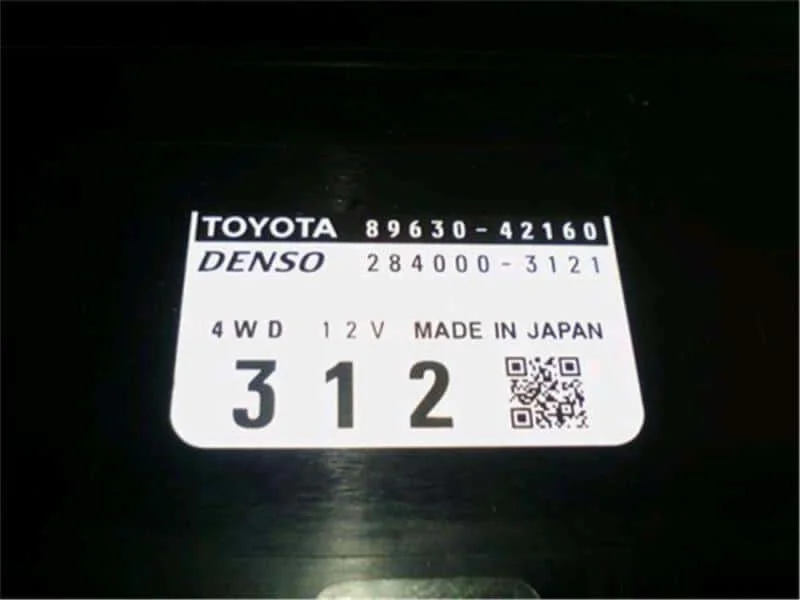 TOYOTA 89630-42160
DENSO 284000-3121
4WD 12V MADE IN JAPAN
312